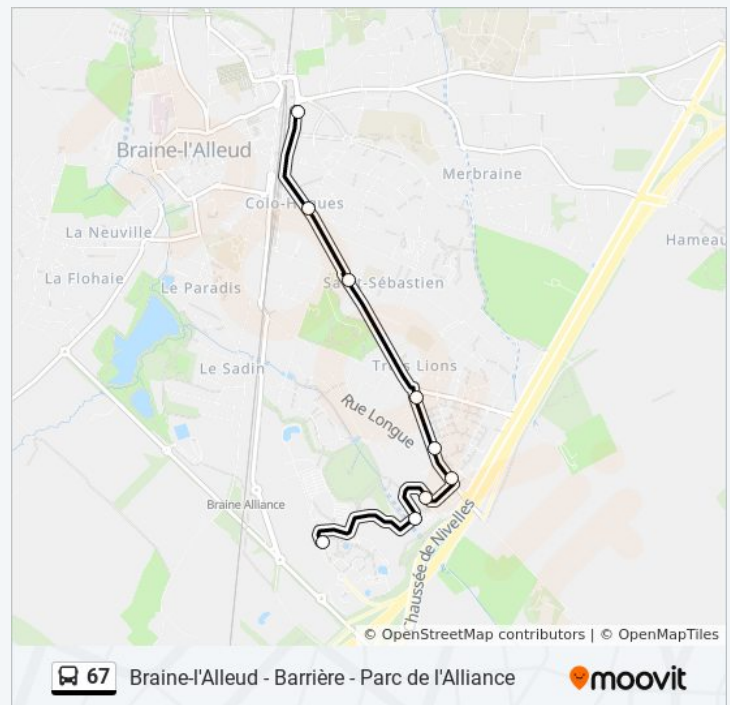 Braine-l'Alleud
Merbraine
Colo-Hugues
La Neuville
Hameau
La Flohaie
Le Paradis
Saint-Sébastien
Le Sadin
Trois Lions
Rue Longue
Braine Alliance
Chaussée de Nivelles
© OpenStreetMap contributors | © OpenMapTiles
67 Braine-l'Alleud - Barrière - Parc de l'Alliance
moovit